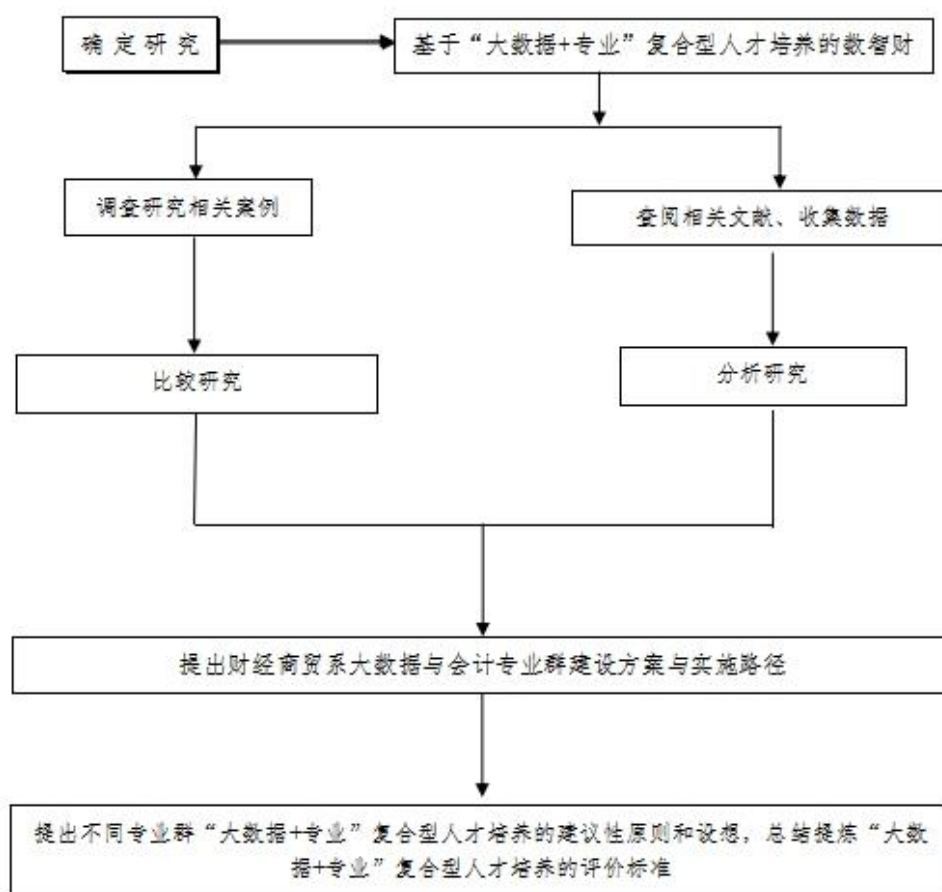 确定研究
基于“大数据+专业”复合型人才培养的数智财
调查研究相关案例
查阅相关文献、收集数据
比较研究
分析研究
提出财经商贸系大数据与会计专业群建设方案与实施路径
提出不同专业群“大数据+专业”复合型人才培养的建议性原则和设想，总结提炼“大数
据+专业”复合型人才培养的评价标准